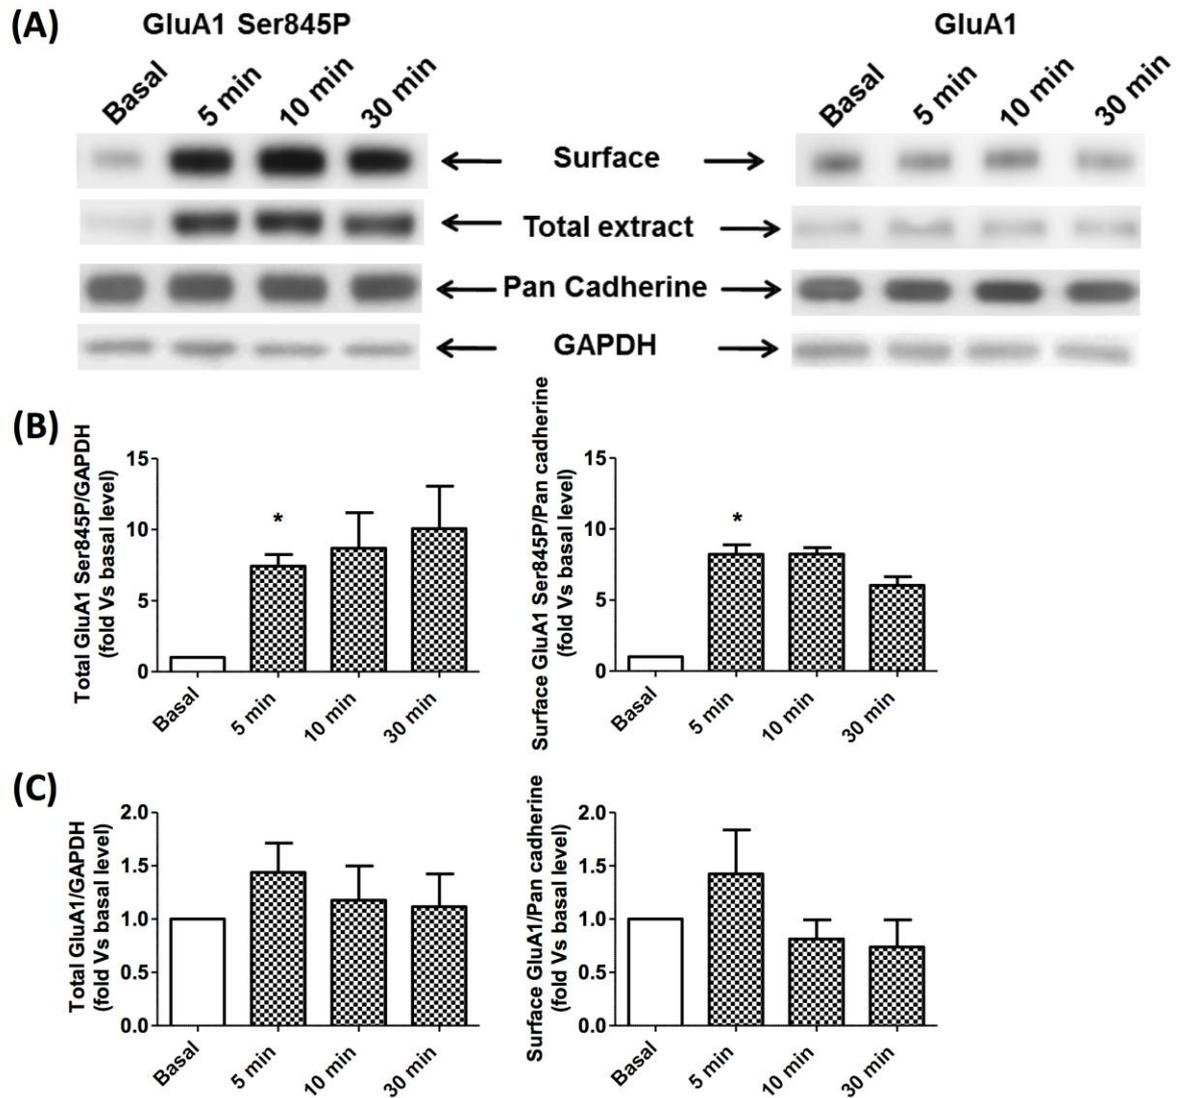 (A)
GluA1 Ser845P
GluA1
Basal
5 min
10 min
30 min
Basal
5 min
10 min
30 min
Surface
Total extract
Pan Cadherine
GAPDH
(B)
Total GluA1 Ser845P/GAPDH
(fold Vs basal level)
15
10
5
0
*
Basal
5 min
10 min
30 min
Surface GluA1 Ser845P/Pan cadherine
(fold Vs basal level)
15
10
5
0
*
Basal
5 min
10 min
30 min
(C)
Total GluA1/GAPDH
(fold Vs basal level)
2.0
1.5
1.0
0.5
0.0
Basal
5 min
10 min
30 min
Surface GluA1/Pan cadherine
(fold Vs basal level)
2.0
1.5
1.0
0.5
0.0
Basal
5 min
10 min
30 min